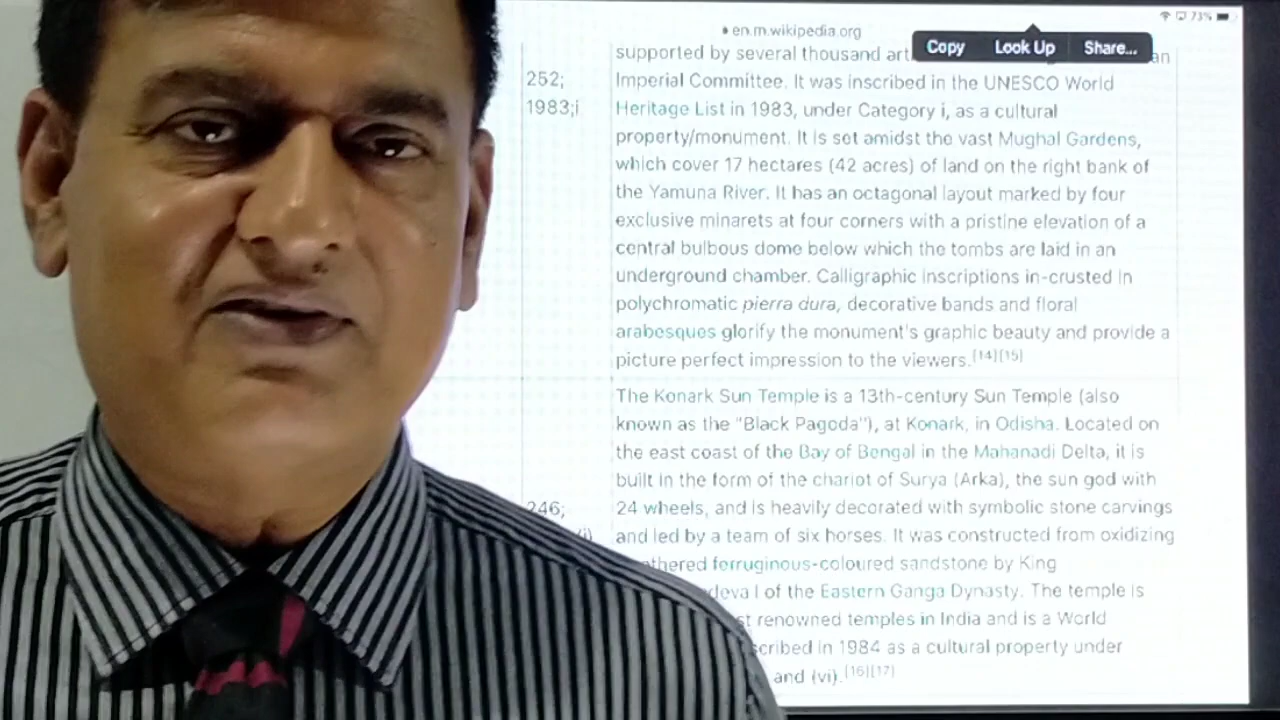 73%
en.m.wikipedia.org
Copy Look Up Share...
supported by several thousand
252;
1983;i
Imperial Committee. It was inscribed in the UNESCO World
Heritage List in 1983, under Category i, as a cultural
property/monument. It is set amidst the vast Mughal Gardens,
which cover 17 hectares (42 acres) of land on the right bank of
the Yamuna River. It has an octagonal layout marked by four
exclusive minarets at four corners with a pristine elevation of a
central bulbous dome below which the tombs are laid in an
underground chamber. Calligraphic inscriptions in-crusted in
polychromatic pierra dura, decorative bands and floral
arabesques glorify the monument's graphic beauty and provide a
picture perfect impression to the viewers.[14][15]
246;
The Konark Sun Temple is a 13th-century Sun Temple (also
known as the "Black Pagoda"), at Konark, in Odisha. Located on
the east coast of the Bay of Bengal in the Mahanadi Delta, it is
built in the form of the chariot of Surya (Arka), the sun god with
24 wheels, and is heavily decorated with symbolic stone carvings
and led by a team of six horses. It was constructed from oxidizing
ferruginous-coloured sandstone by King
I of the Eastern Ganga Dynasty. The temple is
renowned temples in India and is a World
in 1984 as a cultural property under
and (vi).[16][17]